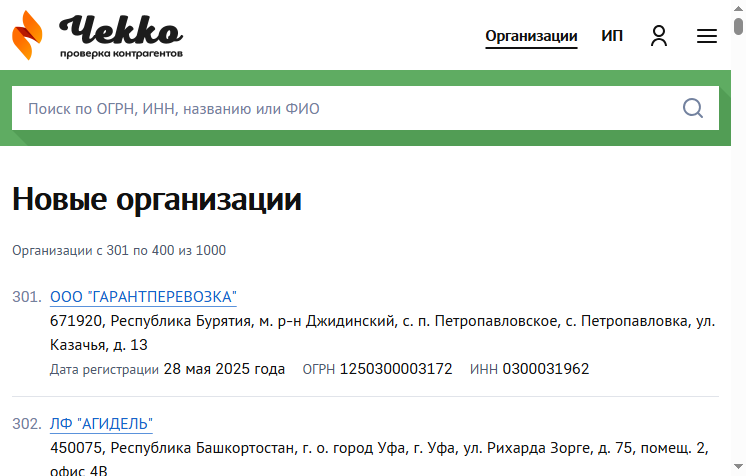 Чекко
проверка контрагентов
Организации ИП
Поиск по ОГРН, ИНН, названию или ФИО
Новые организации
Организации с 301 по 400 из 1000
301. ООО "ГАРАНТПЕРЕВОЗКА"
671920, Республика Бурятия, м. р-н Джидинский, с. п. Петропавловское, с. Петропавловка, ул.
Казачья, д. 13
Дата регистрации 28 мая 2025 года ОГРН 1250300003172 ИНН 0300031962
302. ЛФ "АГИДЕЛЬ"
450075, Республика Башкортостан, г. о. город Уфа, г. Уфа, ул. Рихарда Зорге, д. 75, помещ. 2,
офис 4В